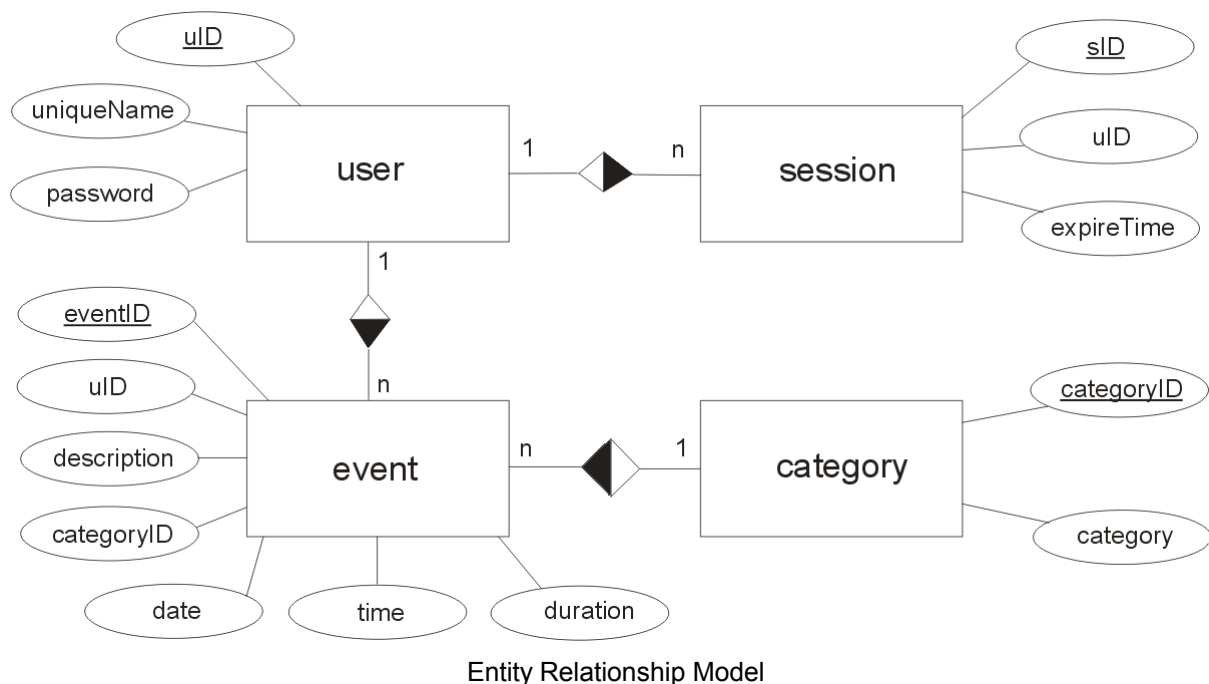 uID
sID
uniqueName
uID
password
user
1
n
session
expireTime
1
eventID
uID
n
categoryID
description
event
n
1
category
categoryID
category
date
time
duration
Entity Relationship Model